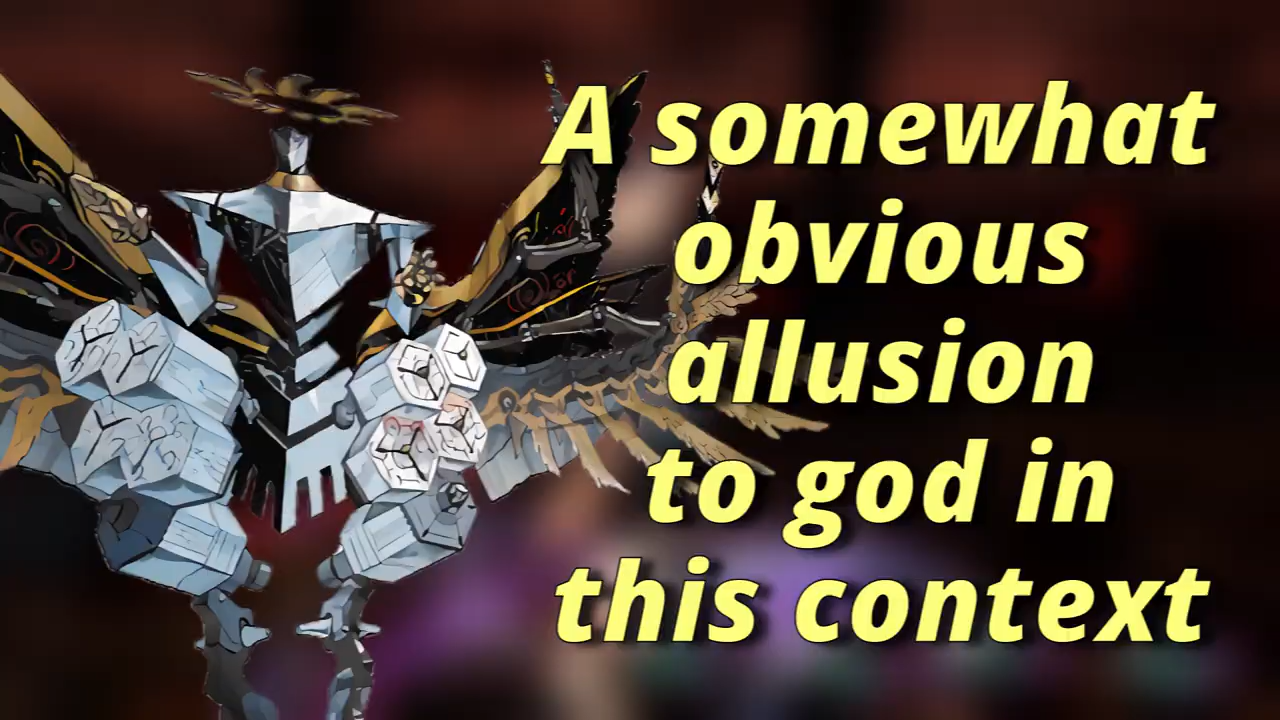 A somewhat
obvious
allusion
to god in
this context